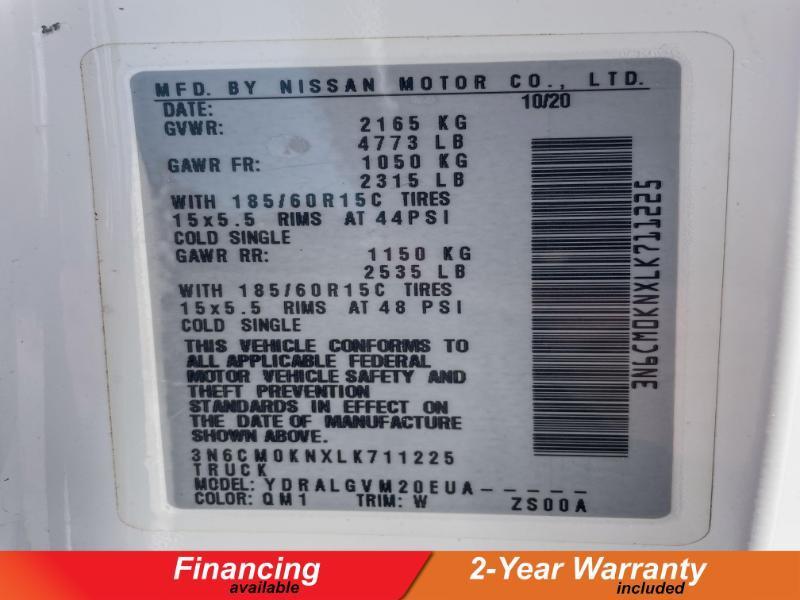 MFD. BY NISSAN MOTOR CO., LTD.
DATE: 10/20
GVWR: 2165 KG
4773 LB
GAWR FR: 1050 KG
2315 LB
WITH 185/60R15C TIRES
15x5.5 RIMS AT 44PSI
COLD SINGLE
GAWR RR: 1150 KG
2535 LB
WITH 185/60R15C TIRES
15x5.5 RIMS AT 48 PSI
COLD SINGLE
THIS VEHICLE CONFORMS TO
ALL APPLICABLE FEDERAL
MOTOR VEHICLE SAFETY AND
THEFT PREVENTION
STANDARDS IN EFFECT ON
THE DATE OF MANUFACTURE
SHOWN ABOVE.
3N6CM0KNXLK711225
TRUCK
MODEL: YDRALGVM20EUA-----
COLOR: QM1 TRIM: W ZS00A
3N6CM0KNXLK711225
Financing
available
2-Year Warranty
included